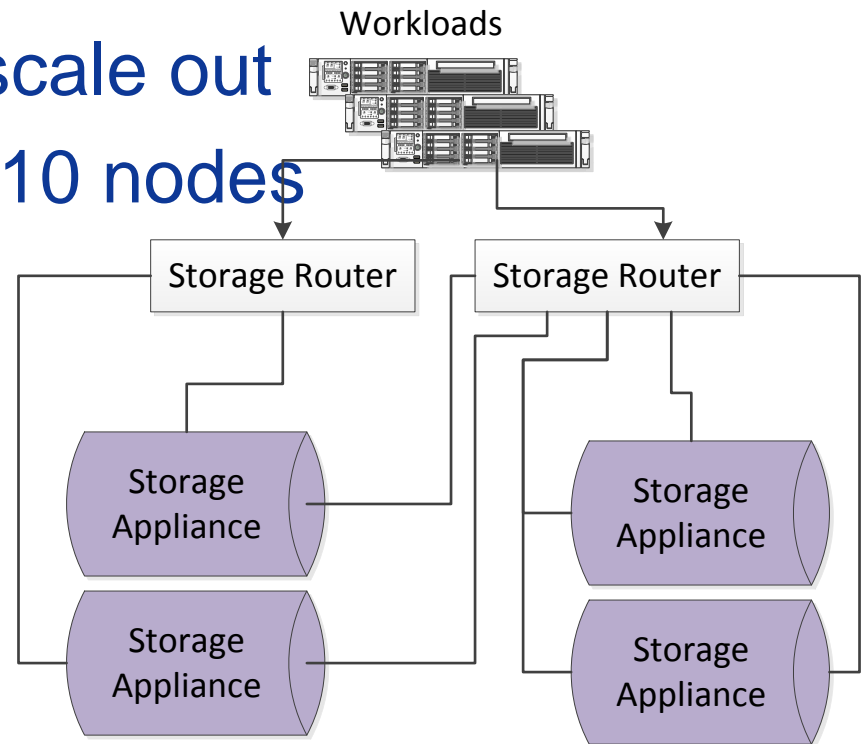 Workloads
scale out
10 nodes
Storage Router
Storage Router
Storage
Appliance
Storage
Appliance
Storage
Appliance
Storage
Appliance